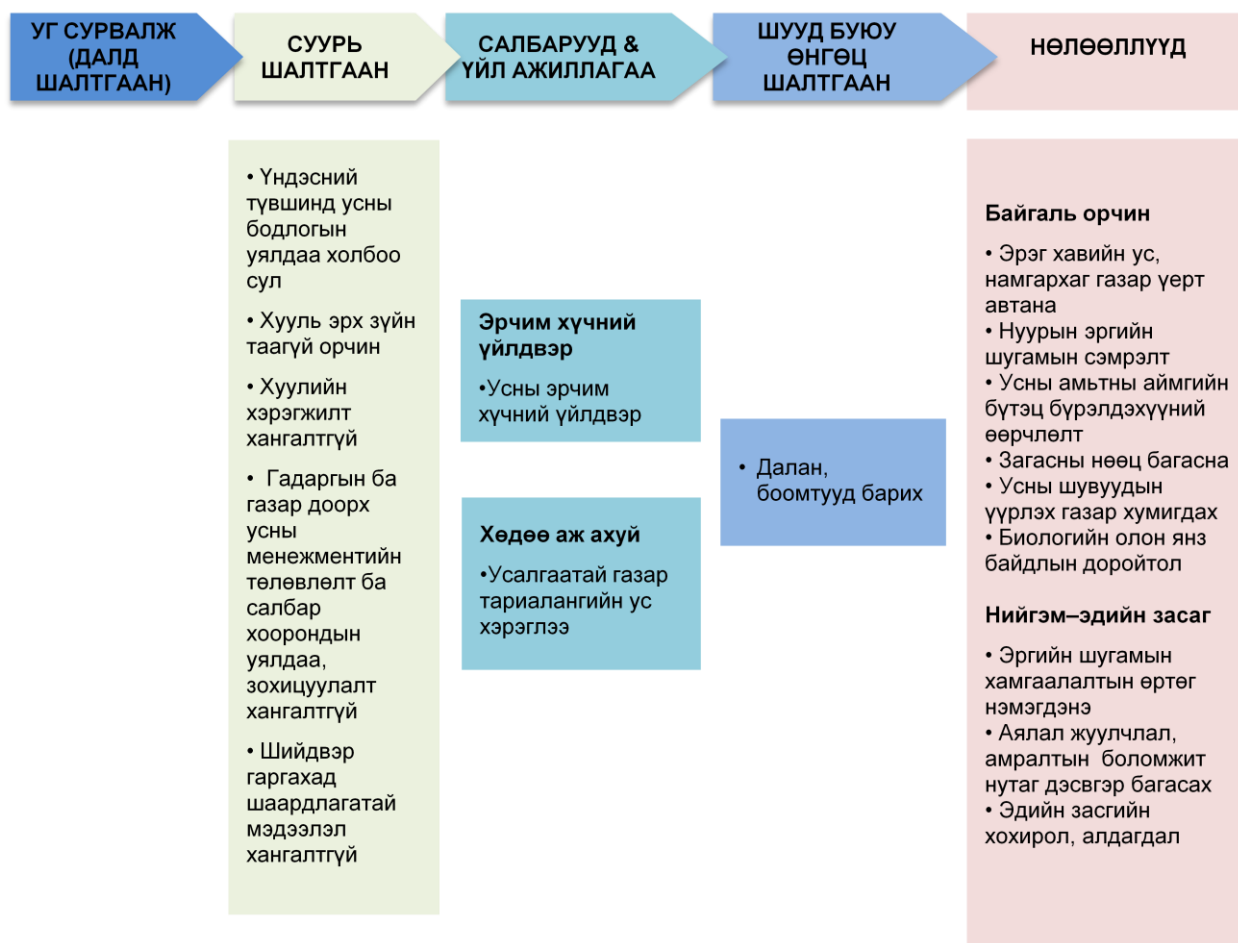 УГ СУРВАЛЖ
(ДАЛД
ШАЛТГААН)
СУУРЬ
ШАЛТГААН
САЛБАРУУД &
ҮЙЛ АЖИЛЛАГАА
ШУУД БУЮУ
ӨНГӨЦ
ШАЛТГААН
НӨЛӨӨЛЛҮҮД
• Үндэсний
түвшинд усны
бодлогын
уялдаа холбоо
сул
• Хууль эрх зүйн
таагүй орчин
• Хуулийн
хэрэгжилт
хангалтгүй
• Гадаргын ба
газар доорх
усны
менежментийн
төлөвлөлт ба
салбар
хоорондын
уялдаа,
зохицуулалт
хангалтгүй
• Шийдвэр
гаргахад
шаардлагатай
мэдээлэл
хангалтгүй
Эрчим хүчний
үйлдвэр
•Усны эрчим
хүчний үйлдвэр
Хөдөө аж ахуй
•Усалгаатай газар
тариалангийн ус
хэрэглээ
• Далан,
боомтууд барих
Байгаль орчин
• Эрэг хавийн ус,
намгархаг газар үерт
автана
• Нуурын эргийн
шугамын сэмрэлт
• Усны амьтны аймгийн
бүтэц бүрэлдэхүүний
өөрчлөлт
• Загасны нөөц багасна
• Усны шувуудын
үүрлэх газар хумигдах
• Биологийн олон янз
байдлын доройтол
Нийгэм–эдийн засаг
• Эргийн шугамын
хамгаалалтын өртөг
нэмэгдэнэ
• Аялал жуулчлал,
амралтын боломжит
нутаг дэсвгэр багасах
• Эдийн засгийн
хохирол, алдагдал